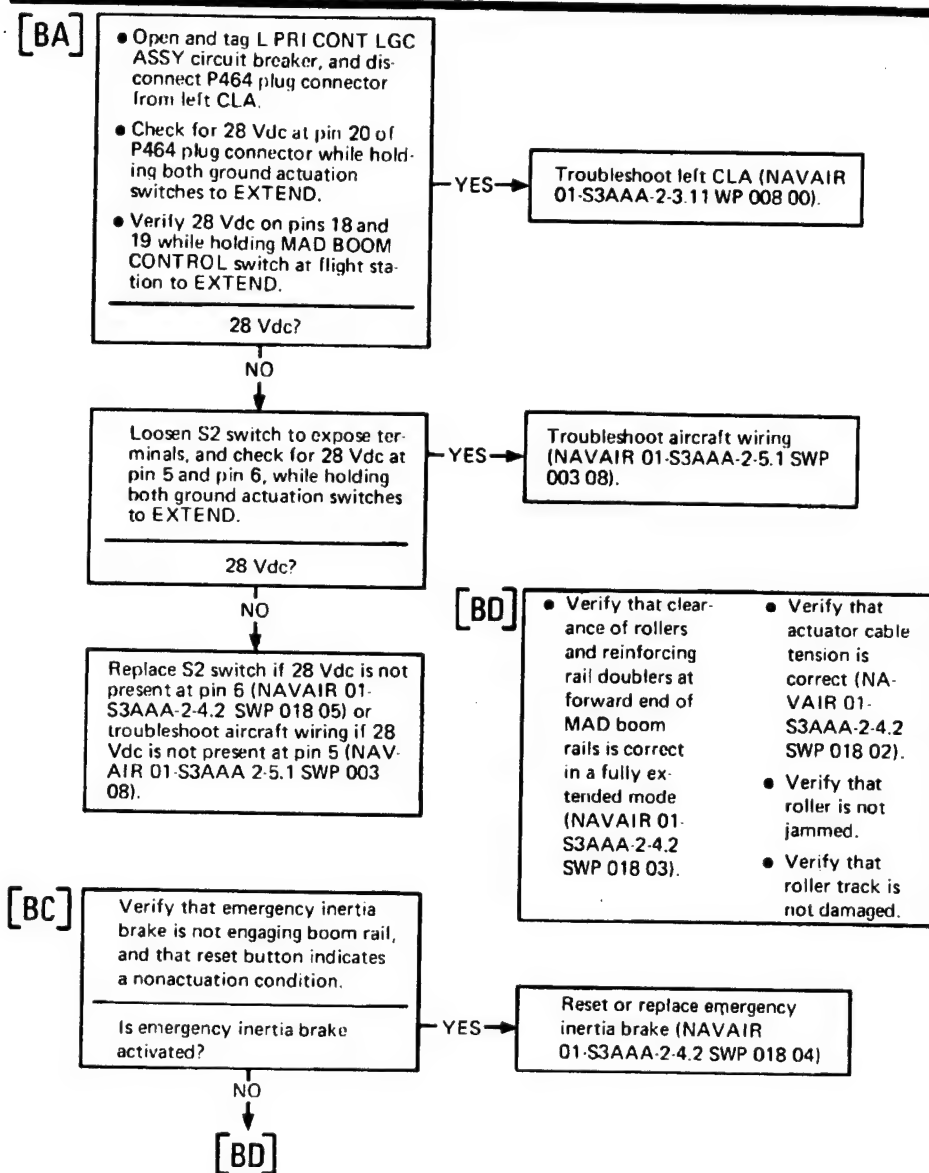 [BA]
• Open and tag L PRI CONT LGC
ASSY circuit breaker, and dis-
connect P464 plug connector
from left CLA.
• Check for 28 Vdc at pin 20 of
P464 plug connector while hold-
ing both ground actuation
switches to EXTEND.
• Verify 28 Vdc on pins 18 and
19 while holding MAD BOOM
CONTROL switch at flight sta-
tion to EXTEND.
28 Vdc?
YES
Troubleshoot left CLA (NAVAIR
01-S3AAA-2-3.11 WP 008 00).
NO
Loosen S2 switch to expose ter-
minals, and check for 28 Vdc at
pin 5 and pin 6, while holding
both ground actuation switches
to EXTEND.
28 Vdc?
YES
Troubleshoot aircraft wiring
(NAVAIR 01-S3AAA-2-5.1 SWP
003 08).
NO
Replace S2 switch if 28 Vdc is not
present at pin 6 (NAVAIR 01-
S3AAA-2-4.2 SWP 018 05) or
troubleshoot aircraft wiring if 28
Vdc is not present at pin 5 (NAV-
AIR 01-S3AAA 2-5.1 SWP 003
08).
[BD]
• Verify that clear-
ance of rollers
and reinforcing
rail doublers at
forward end of
MAD boom
rails is correct
in a fully ex-
tended mode
(NAVAIR 01-
S3AAA-2-4.2
SWP 018 03).
• Verify that
actuator cable
tension is
correct (NA-
VAIR 01-
S3AAA-2-4.2
SWP 018 02).
• Verify that
roller is not
jammed.
• Verify that
roller track is
not damaged.
[BC]
Verify that emergency inertia
brake is not engaging boom rail,
and that reset button indicates
a nonactuation condition.
Is emergency inertia brake
activated?
YES
Reset or replace emergency
inertia brake (NAVAIR
01-S3AAA-2-4.2 SWP 018 04)
NO
[BD]